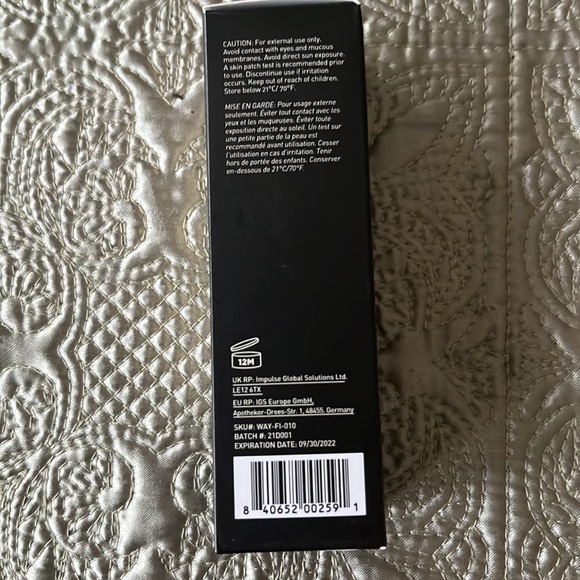 CAUTION: For external use only.
Avoid contact with eyes and mucous
membranes. Avoid direct sun exposure.
A skin patch test is recommended prior
to use. Discontinue use if irritation
occurs. Keep out of reach of children.
Store below 21°C/ 70°F.
MISE EN GARDE: Pour usage externe
seulement. Éviter tout contact avec les
yeux et les muqueuses. Éviter toute
exposition directe au soleil. Un test sur
une petite partie de la peau est
recommandé avant utilisation. Cesser
l'utilisation en cas d'irritation. Tenir
hors de portée des enfants. Conserver
en-dessous de 21°C/70°F.
12M
UK RP: Impulse Global Solutions Ltd.
LE12 6TX
EU RP: IGS Europe GmbH,
Apotheker-Drees-Str. 1, 48455, Germany
SKU#: WAY-FI-010
BATCH #: 21D001
EXPIRATION DATE: 09/30/2022
8 40652 00259 1